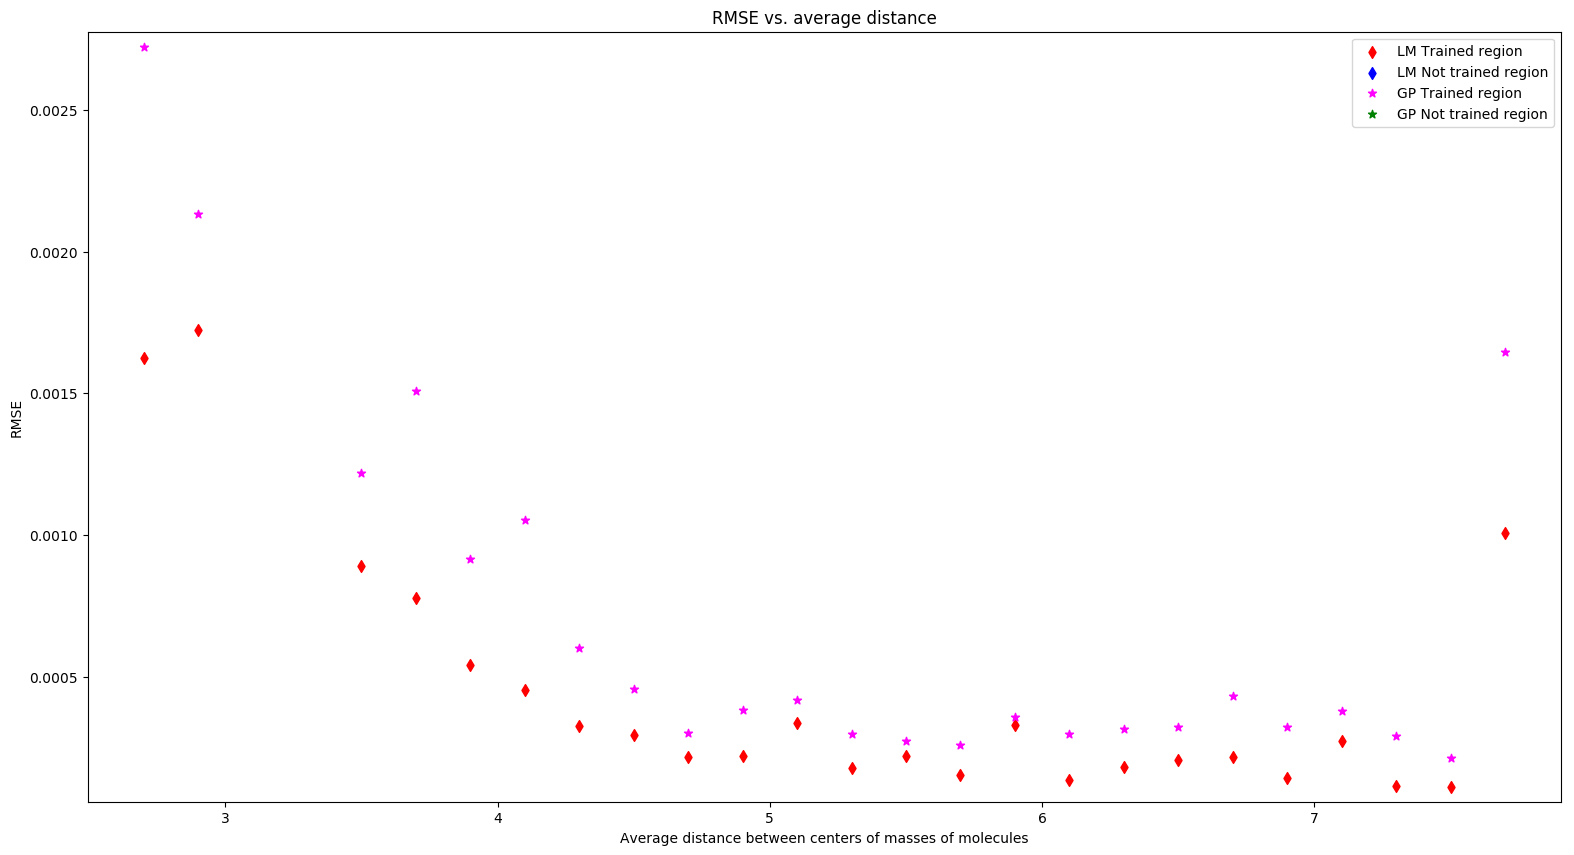 RMSE vs. average distance
LM Trained region
LM Not trained region
GP Trained region
GP Not trained region
0.0025
0.0020
0.0015
0.0010
0.0005
RMSE
3
4
5
6
7
Average distance between centers of masses of molecules